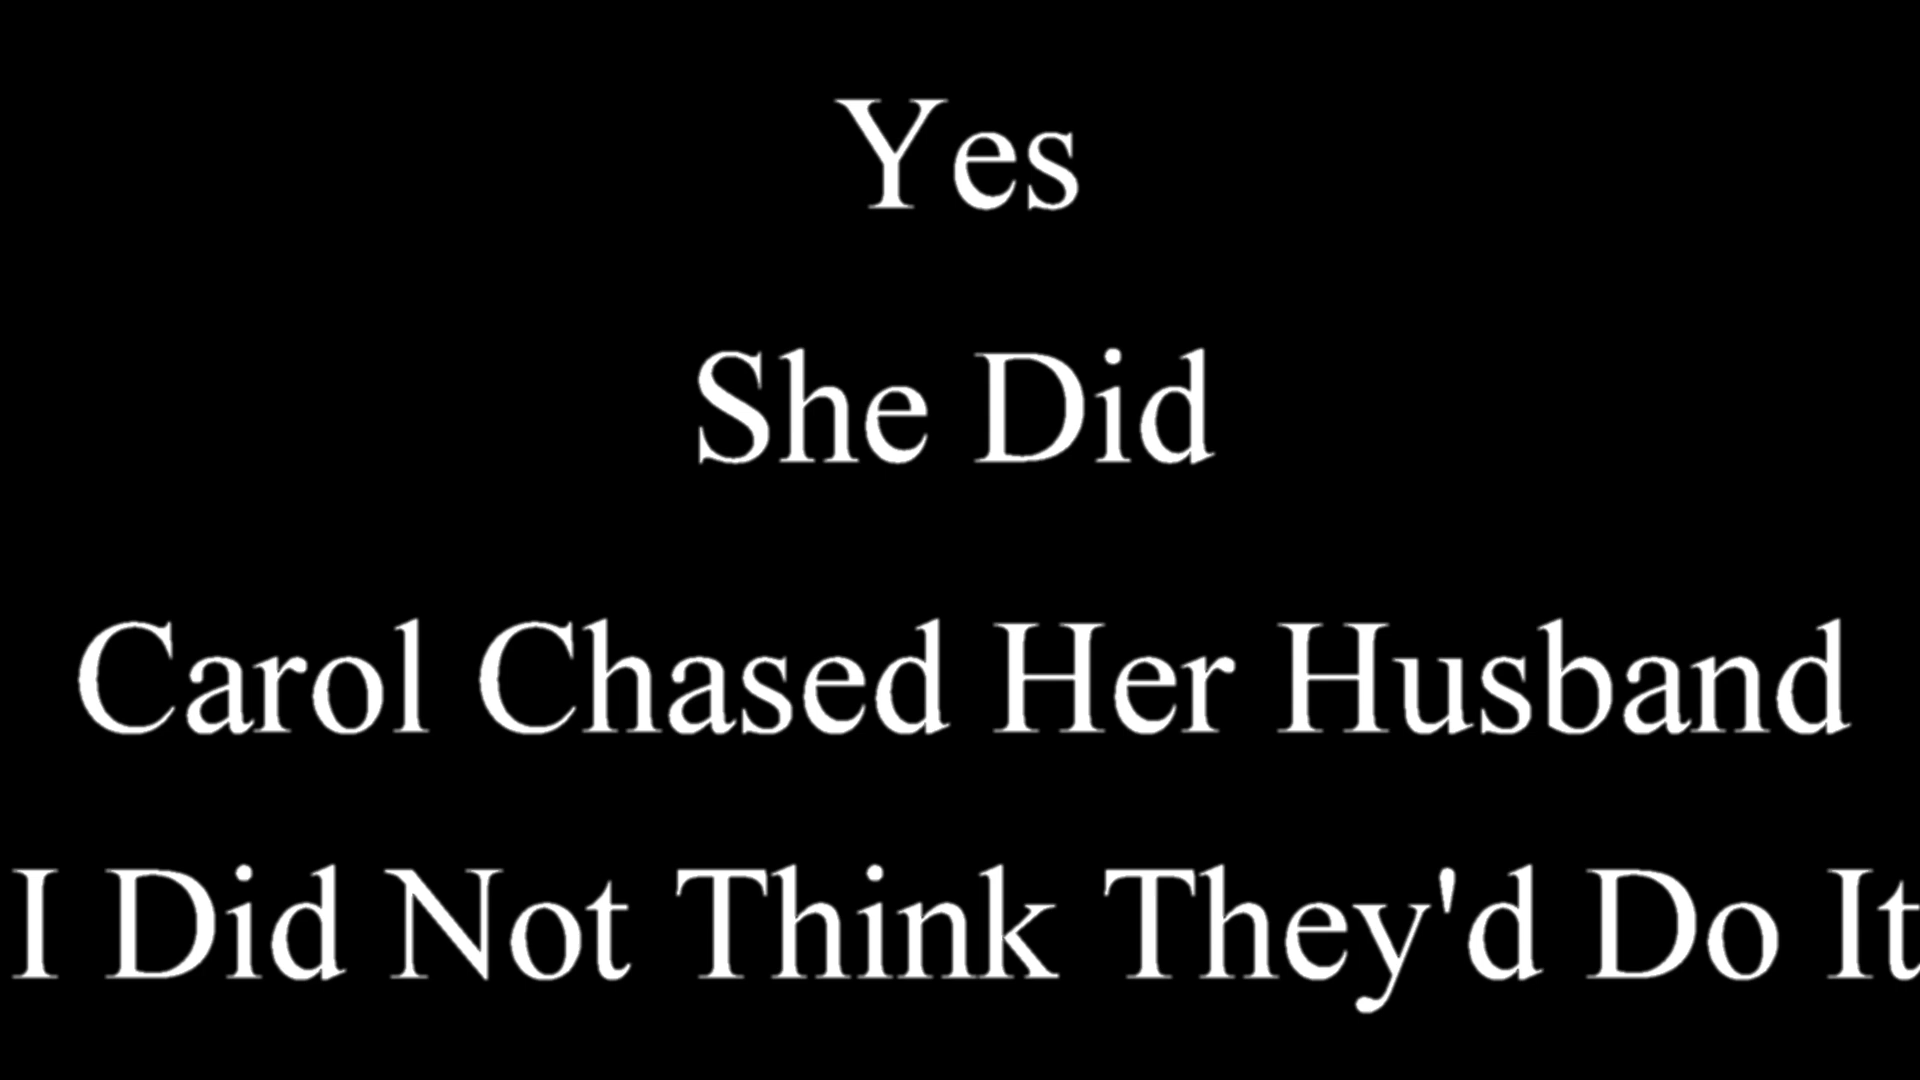 Yes
She Did
Carol Chased Her Husband
I Did Not Think They'd Do It